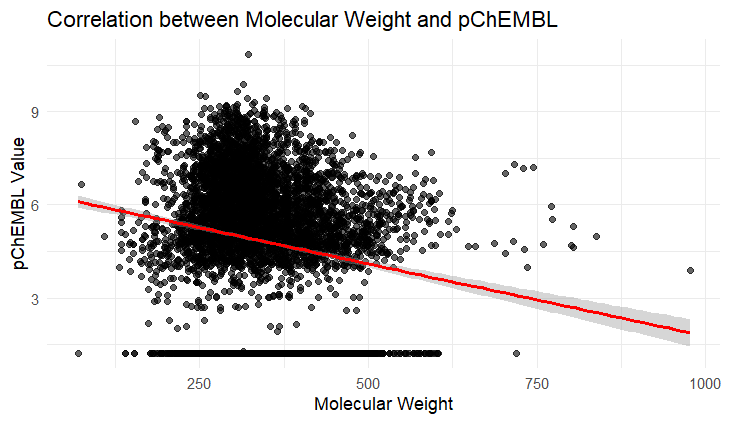 Correlation between Molecular Weight and pChEMBL
9
6
3
pChEMBL Value
250
500
750
1000
Molecular Weight